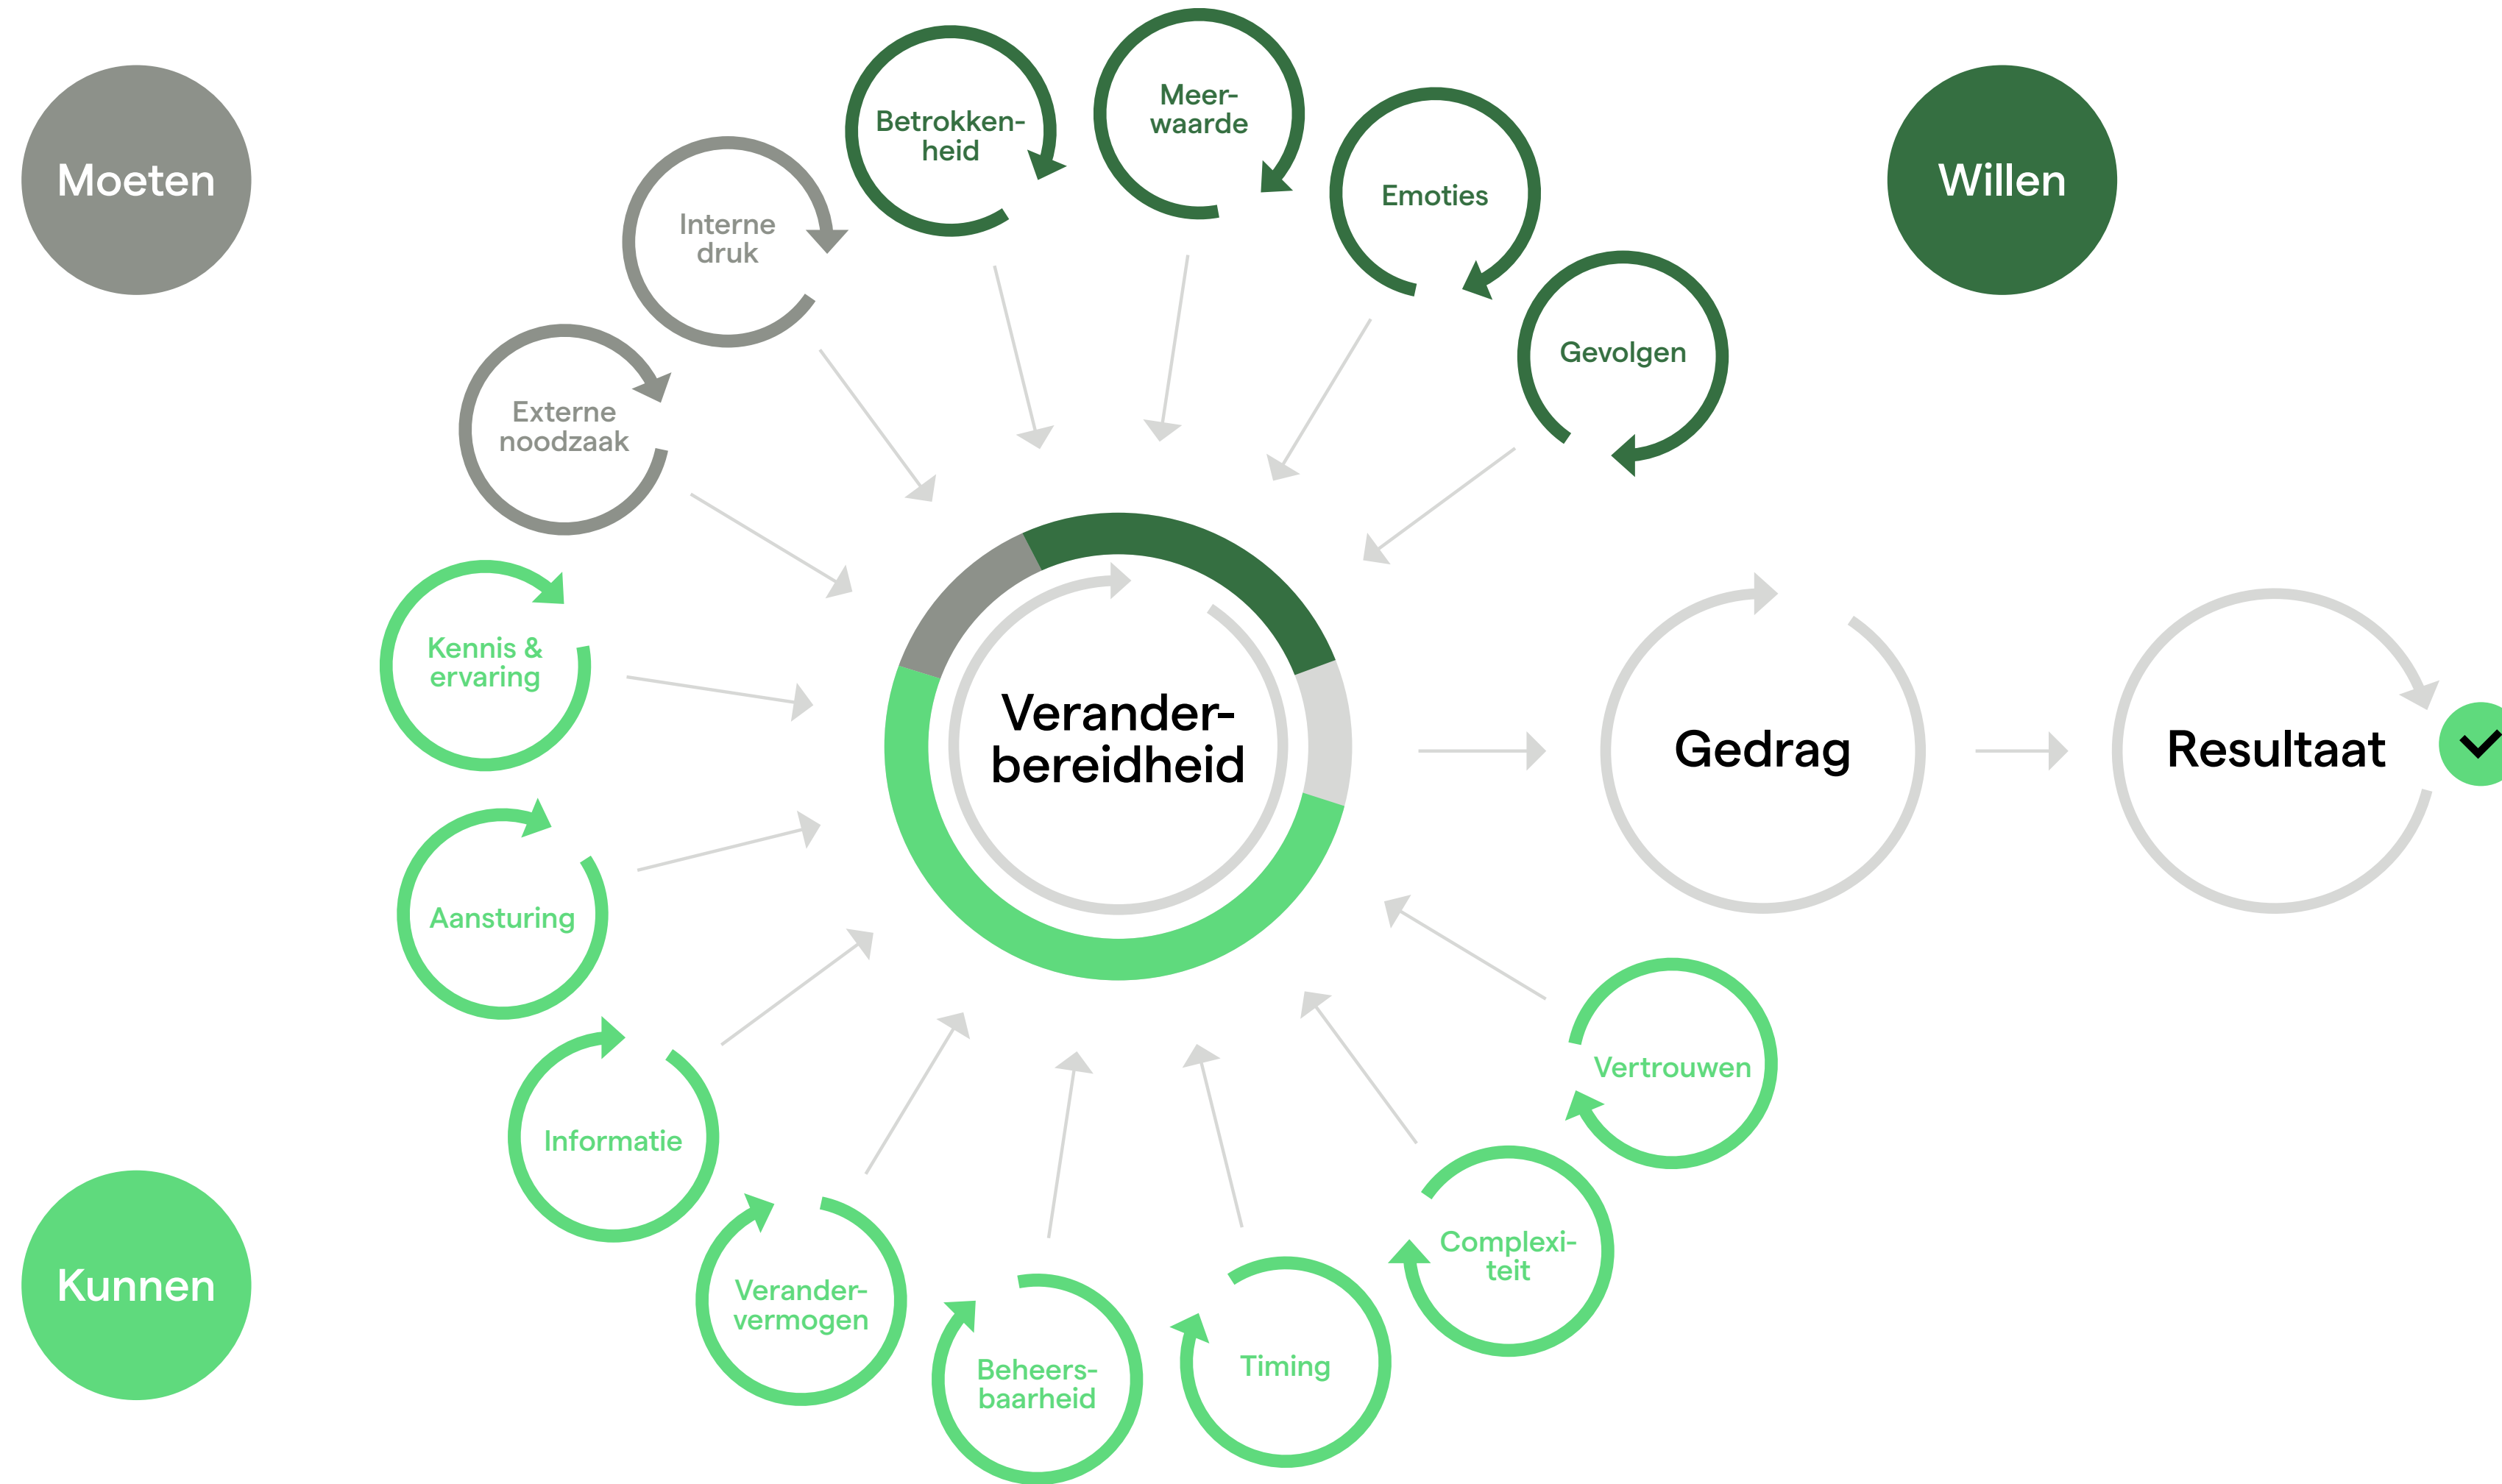 Moeten
Willen
Kunnen
Externe
noodzaak
Interne
druk
Betrokken-
heid
Meer-
waarde
Emoties
Gevolgen
Kennis &
ervaring
Aansturing
Informatie
Verander-
vermogen
Beheers-
baarheid
Timing
Complexi-
teit
Vertrouwen
Verander-
bereidheid
Gedrag
Resultaat